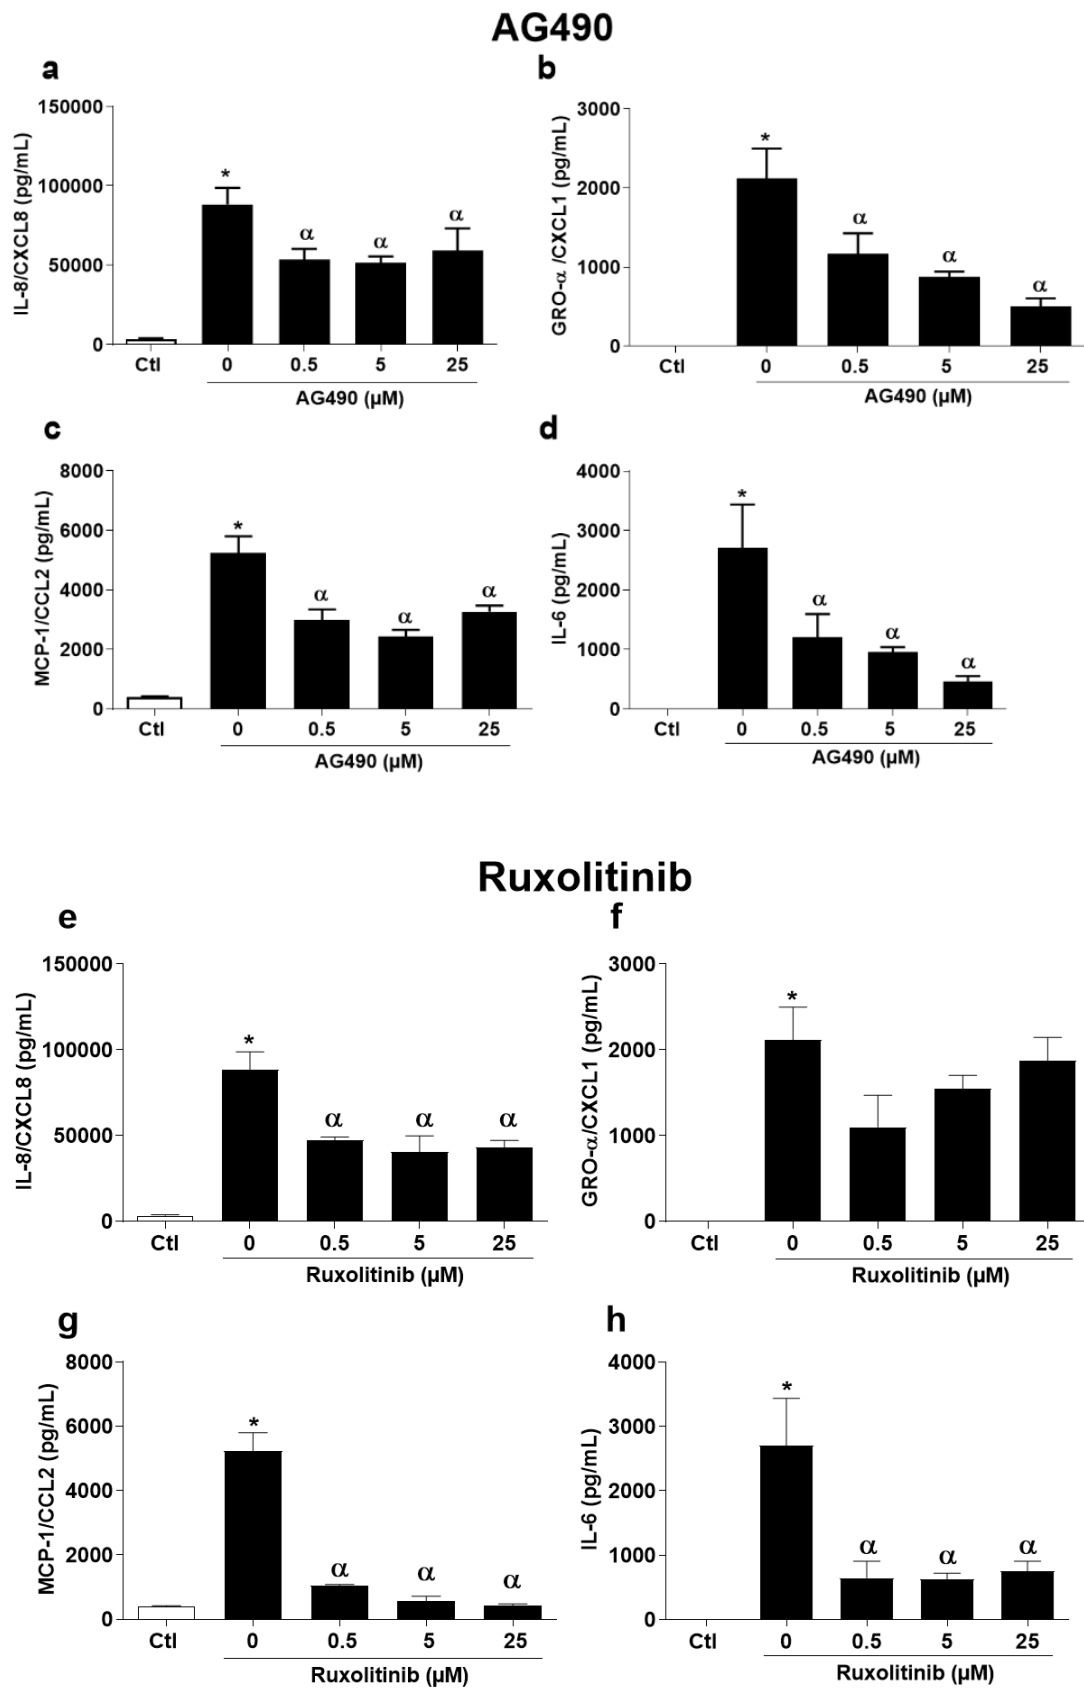 AG490
a
b
IL-8/CXCL8 (pg/mL)
150000
100000
50000
0
*
α
α
α
Ctl
0
0.5
5
25
AG490 (µM)
GRO-α /CXCL1 (pg/mL)
3000
2000
1000
0
*
α
α
α
Ctl
0
0.5
5
25
AG490 (µM)
c
d
MCP-1/CCL2 (pg/mL)
8000
6000
4000
2000
0
*
α
α
α
Ctl
0
0.5
5
25
AG490 (µM)
IL-6 (pg/mL)
4000
3000
2000
1000
0
*
α
α
α
Ctl
0
0.5
5
25
AG490 (µM)
Ruxolitinib
e
f
IL-8/CXCL8 (pg/mL)
150000
100000
50000
0
*
α
α
α
Ctl
0
0.5
5
25
Ruxolitinib (µM)
GRO-α/CXCL1 (pg/mL)
3000
2000
1000
0
*
Ctl
0
0.5
5
25
Ruxolitinib (µM)
g
h
MCP-1/CCL2 (pg/mL)
8000
6000
4000
2000
0
*
α
α
α
Ctl
0
0.5
5
25
Ruxolitinib (µM)
IL-6 (pg/mL)
4000
3000
2000
1000
0
*
α
α
α
Ctl
0
0.5
5
25
Ruxolitinib (µM)